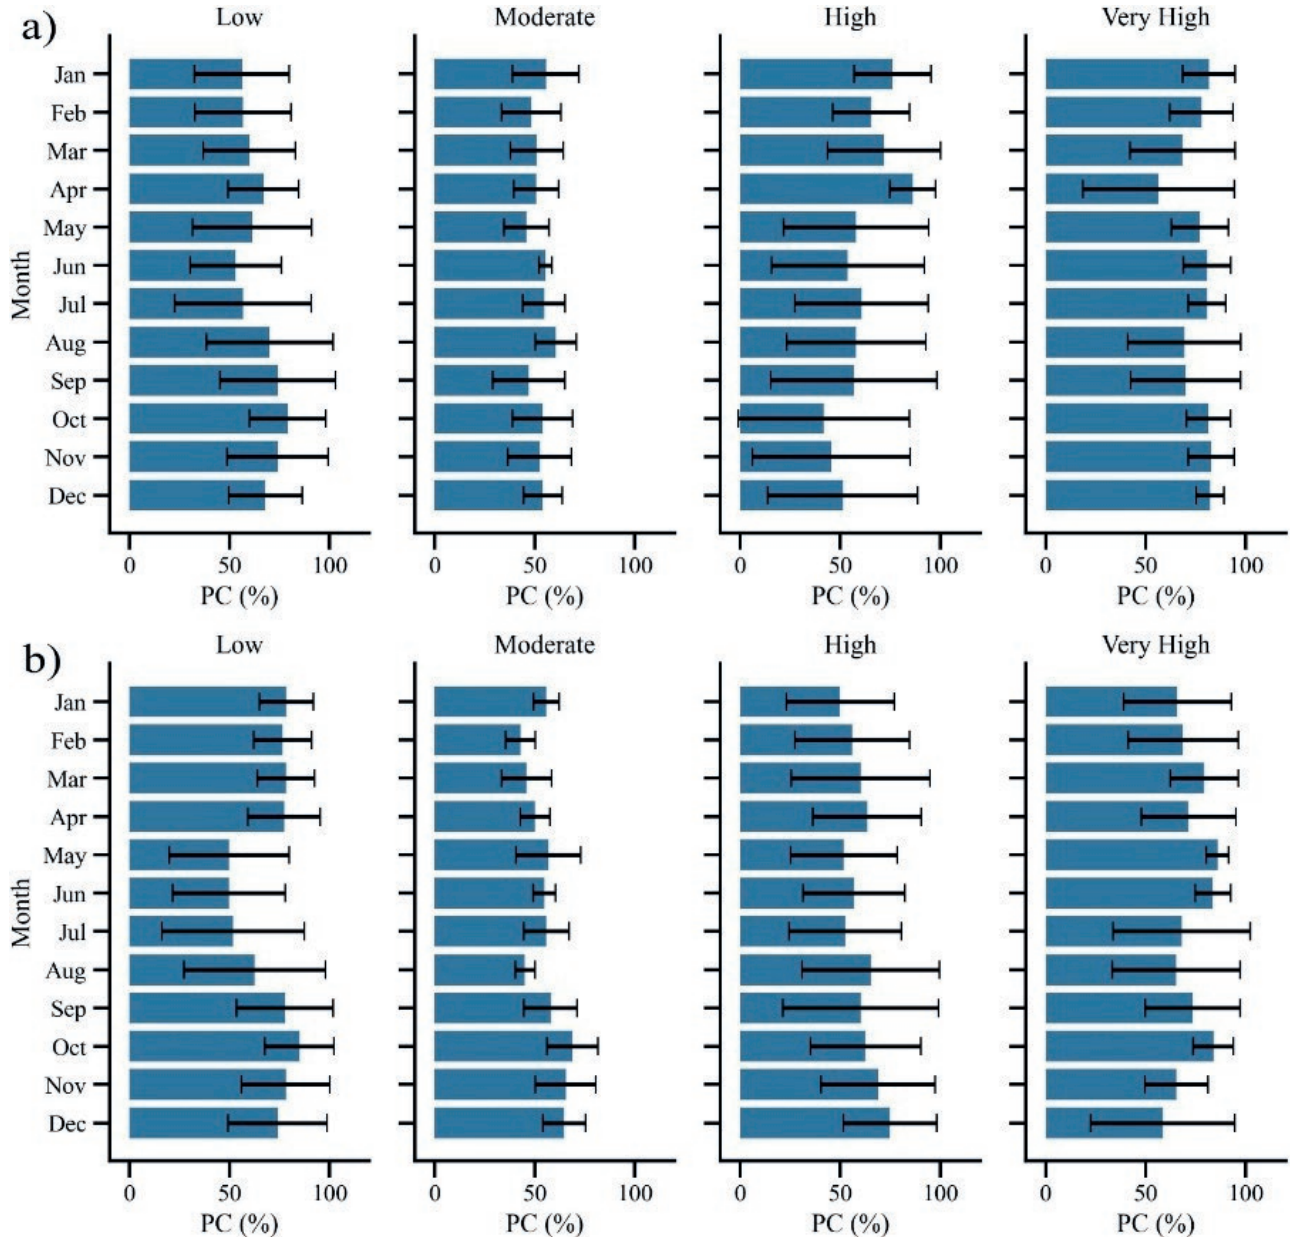 a)
Low Moderate High Very High
Jan
Feb
Mar
Apr
May
Jun
Jul
Aug
Sep
Oct
Nov
Dec
Month
0 50 100 0 50 100 0 50 100 0 50 100
PC (%) PC (%) PC (%) PC (%)
b)
Low Moderate High Very High
Jan
Feb
Mar
Apr
May
Jun
Jul
Aug
Sep
Oct
Nov
Dec
Month
0 50 100 0 50 100 0 50 100 0 50 100
PC (%) PC (%) PC (%) PC (%)